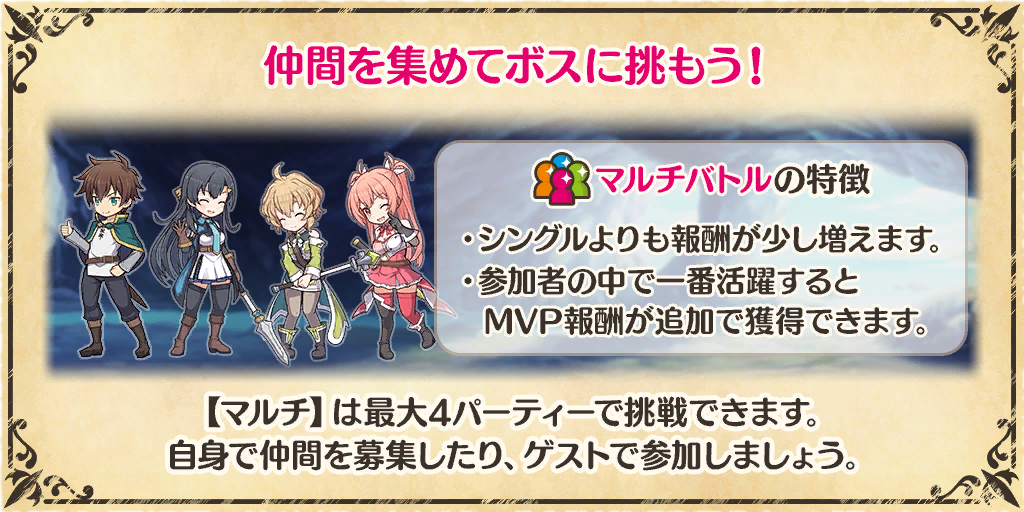 仲間を集めてボスに挑もう！
マルチバトルの特徴
・シングルよりも報酬が少し増えます。
・参加者の中で一番活躍すると
MVP報酬が追加で獲得できます。
【マルチ】は最大4パーティーで挑戦できます。
自身で仲間を募集したり、ゲストで参加しましょう。